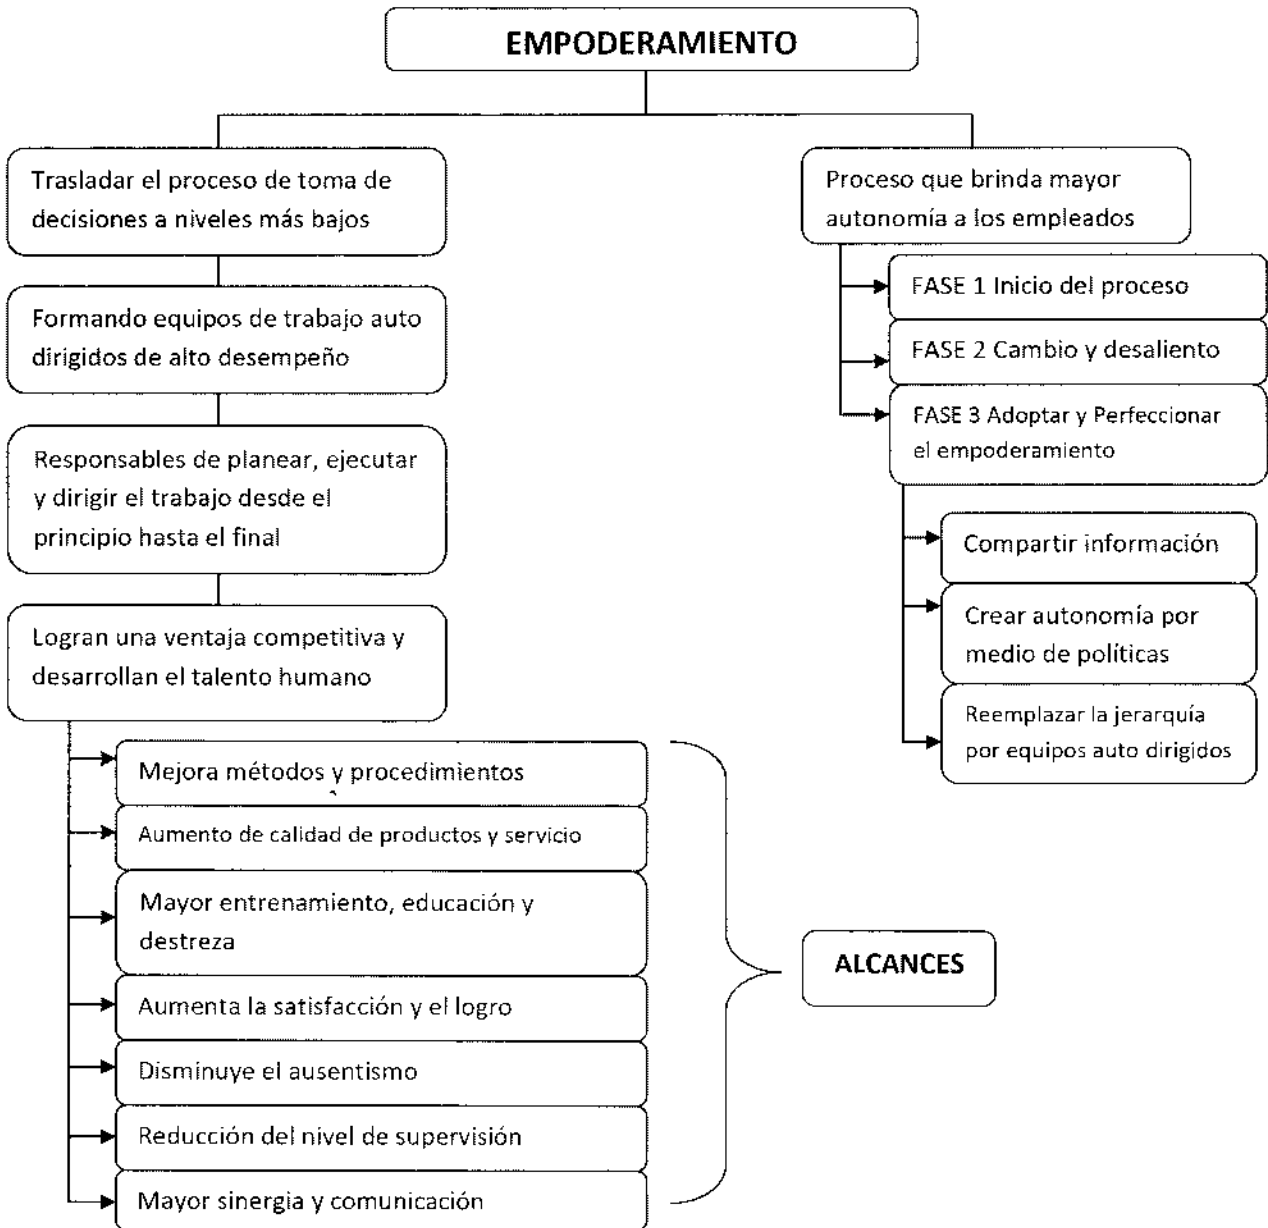 EMPODERAMIENTO
Trasladar el proceso de toma de
decisiones a niveles más bajos
Formando equipos de trabajo auto
dirigidos de alto desempeño
Responsables de planear, ejecutar
y dirigir el trabajo desde el
principio hasta el final
Logran una ventaja competitiva y
desarrollan el talento humano
Mejora métodos y procedimientos
Aumento de calidad de productos y servicio
Mayor entrenamiento, educación y
destreza
Aumenta la satisfacción y el logro
Disminuye el ausentismo
Reducción del nivel de supervisión
Mayor sinergia y comunicación
ALCANCES
Proceso que brinda mayor
autonomía a los empleados
FASE 1 Inicio del proceso
FASE 2 Cambio y desaliento
FASE 3 Adoptar y Perfeccionar
el empoderamiento
Compartir información
Crear autonomía por
medio de políticas
Reemplazar la jerarquía
por equipos auto dirigidos